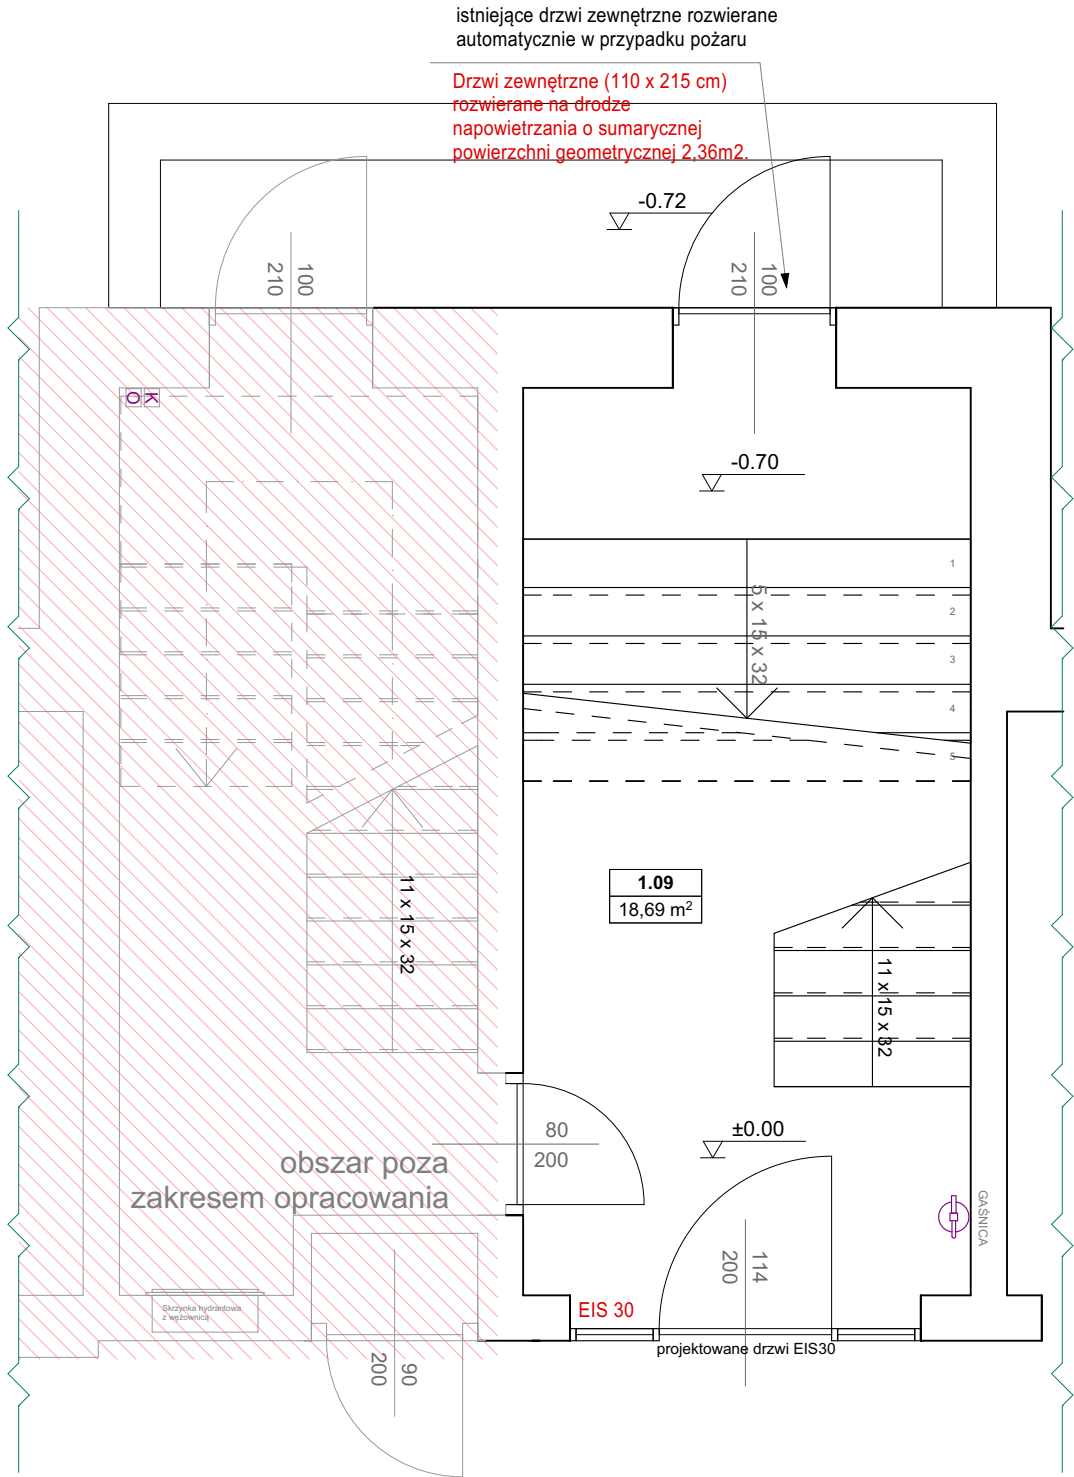 istniejące drzwi zewnętrzne rozwierane
automatycznie w przypadku pożaru
Drzwi zewnętrzne (110 x 215 cm)
rozwierane na drodze
napowietrzania o sumarycznej
powierzchni geometrycznej 2,36m2.
-0.72
100
210
100
210
O
K
-0.70
1
2
3
4
5
5 x 15 x 32
1.09
18,69 m²
11 x 15 x 32
11 x 15 x 32
80
200
±0.00
obszar poza
zakresem opracowania
GAŚNICA
114
200
Skrzynka hydrantowa
z wężownicą
EIS 30
projektowane drzwi EIS30
90
200